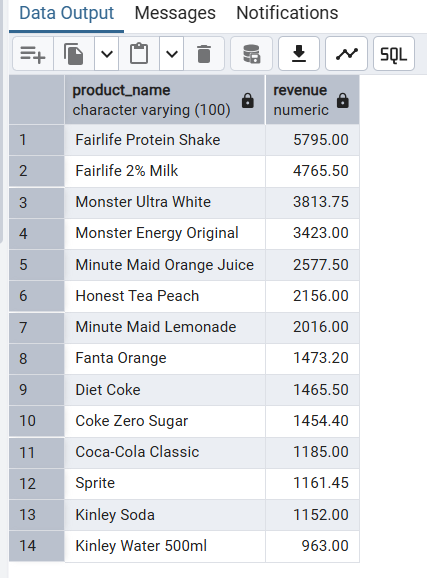 Data Output Messages Notifications
SQL
product_name revenue
character varying (100) numeric
1 Fairlife Protein Shake 5795.00
2 Fairlife 2% Milk 4765.50
3 Monster Ultra White 3813.75
4 Monster Energy Original 3423.00
5 Minute Maid Orange Juice 2577.50
6 Honest Tea Peach 2156.00
7 Minute Maid Lemonade 2016.00
8 Fanta Orange 1473.20
9 Diet Coke 1465.50
10 Coke Zero Sugar 1454.40
11 Coca-Cola Classic 1185.00
12 Sprite 1161.45
13 Kinley Soda 1152.00
14 Kinley Water 500ml 963.00